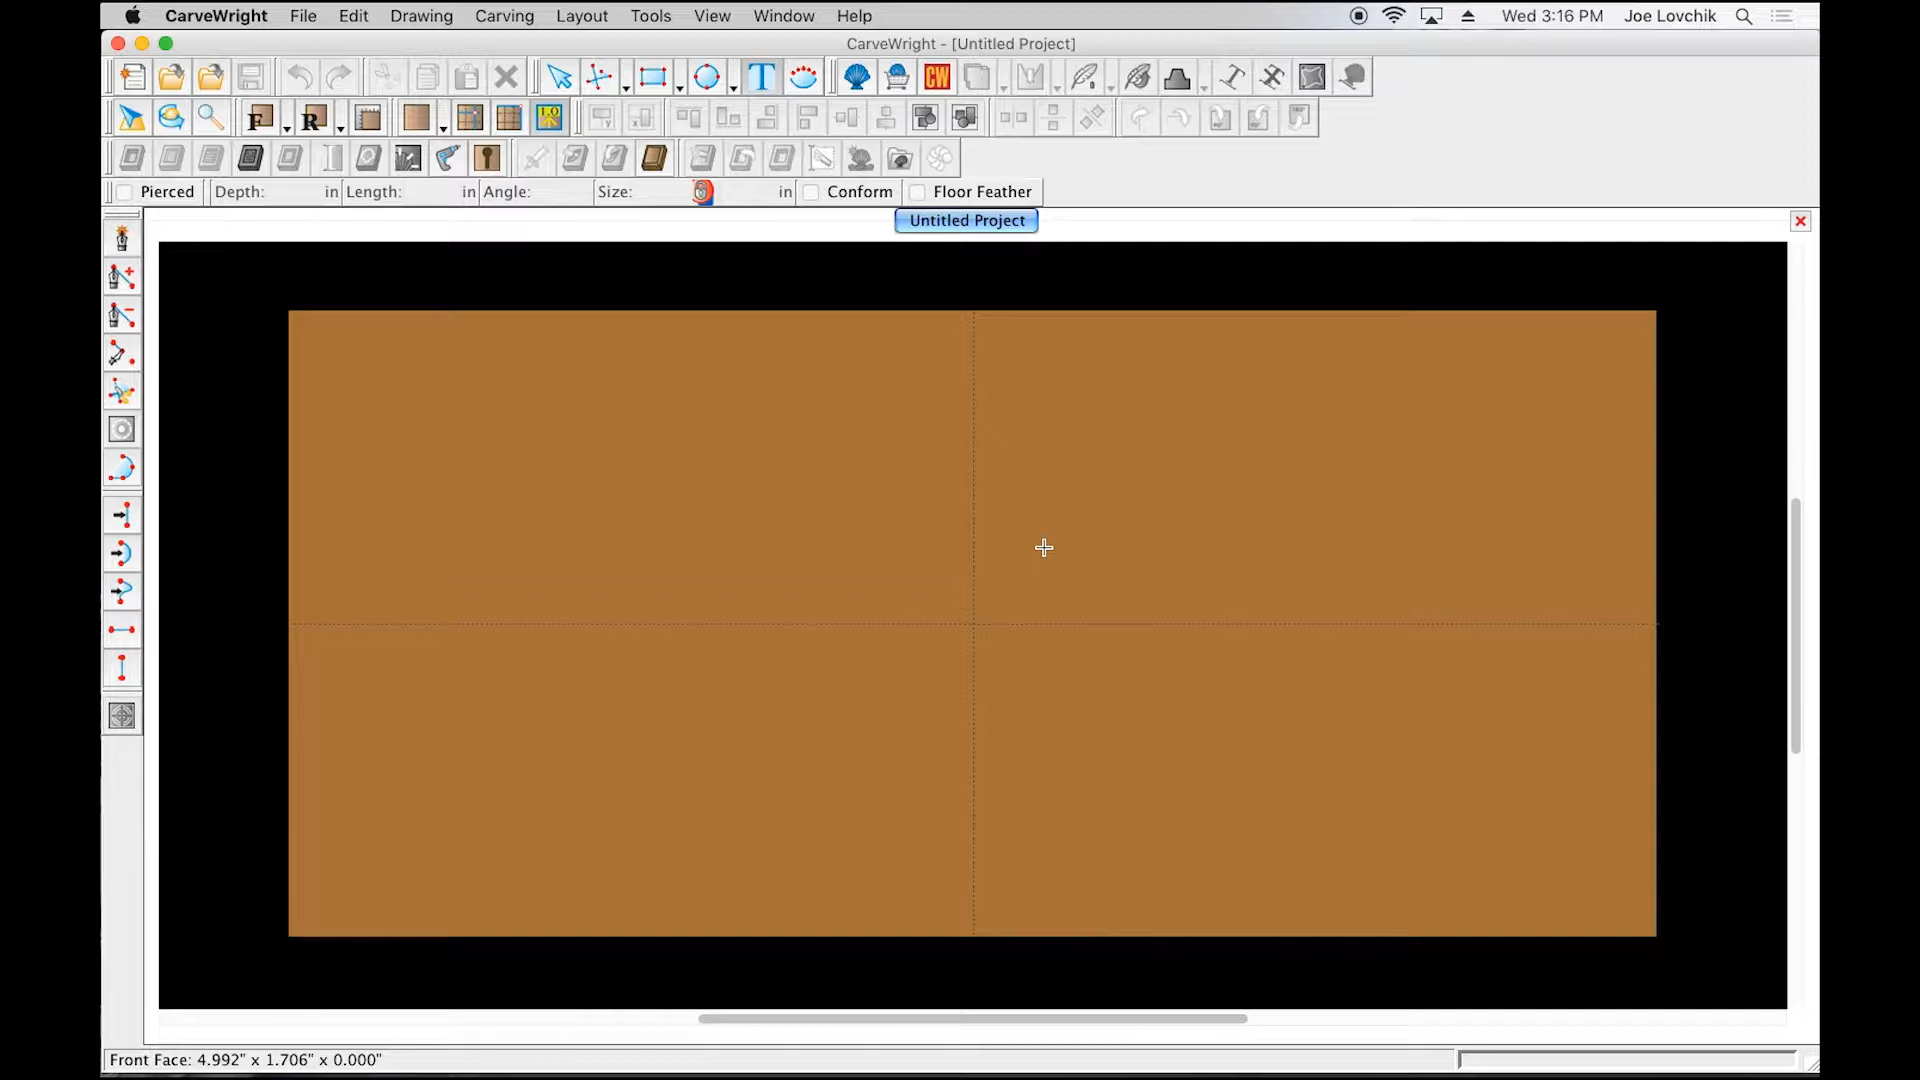 CarveWright File Edit Drawing Carving Layout Tools View Window Help Wed 3:16 PM Joe Lovchik
CarveWright - [Untitled Project]
T CW
F R
Pierced Depth: in Length: in Angle: Size: in Conform Floor Feather
Untitled Project
Front Face: 4.992" x 1.706" x 0.000"